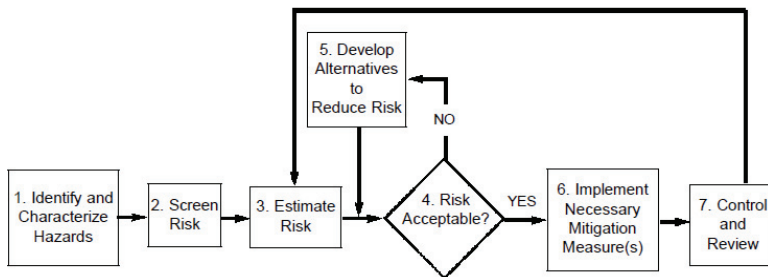 5. Develop
Alternatives
to
Reduce Risk
NO
1. Identify and
Characterize
Hazards
2. Screen
Risk
3. Estimate
Risk
4. Risk
Acceptable?
YES
6. Implement
Necessary
Mitigation
Measure(s)
7. Control
and
Review